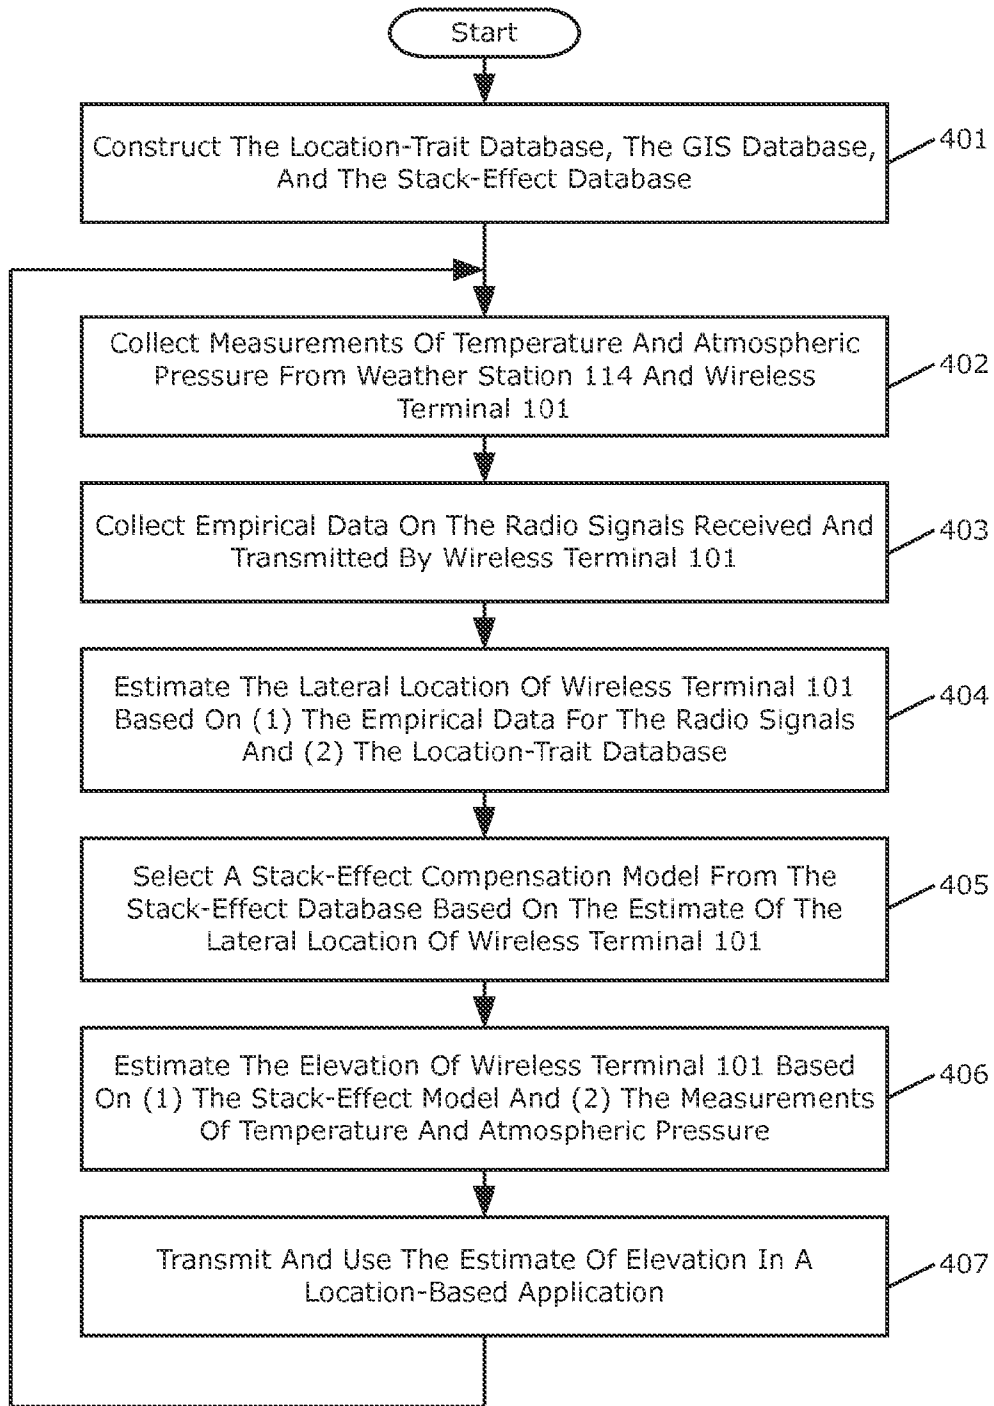 Start
Construct The Location-Trait Database, The GIS Database,
And The Stack-Effect Database
401
Collect Measurements Of Temperature And Atmospheric
Pressure From Weather Station 114 And Wireless
Terminal 101
402
Collect Empirical Data On The Radio Signals Received And
Transmitted By Wireless Terminal 101
403
Estimate The Lateral Location Of Wireless Terminal 101
Based On (1) The Empirical Data For The Radio Signals
And (2) The Location-Trait Database
404
Select A Stack-Effect Compensation Model From The
Stack-Effect Database Based On The Estimate Of The
Lateral Location Of Wireless Terminal 101
405
Estimate The Elevation Of Wireless Terminal 101 Based
On (1) The Stack-Effect Model And (2) The Measurements
Of Temperature And Atmospheric Pressure
406
Transmit And Use The Estimate Of Elevation In A
Location-Based Application
407